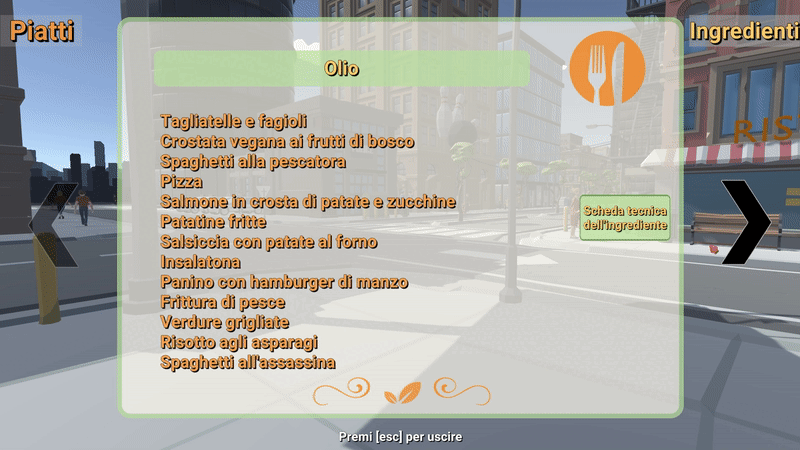 Piatti
Ingredienti
Olio
Tagliatelle e fagioli
Crostata vegana ai frutti di bosco
Spaghetti alla pescatora
Pizza
Salmone in crosta di patate e zucchine
Patatine fritte
Salsiccia con patate al forno
Insalatona
Panino con hamburger di manzo
Frittura di pesce
Verdure grigliate
Risotto agli asparagi
Spaghetti all'assassina
Scheda tecnica
dell'ingrediente
RIS
Premi [esc] per uscire